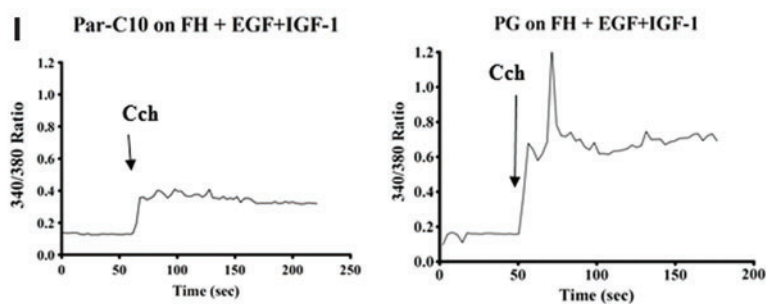 I
Par-C10 on FH + EGF+IGF-1
1.2
1.0
0.8
0.6
0.4
0.2
0.0
340/380 Ratio
Cch
0
50
100
150
200
250
Time (sec)
PG on FH + EGF+IGF-1
1.2
1.0
0.8
0.6
0.4
0.2
0.0
340/380 Ratio
Cch
0
50
100
150
200
Time (sec)